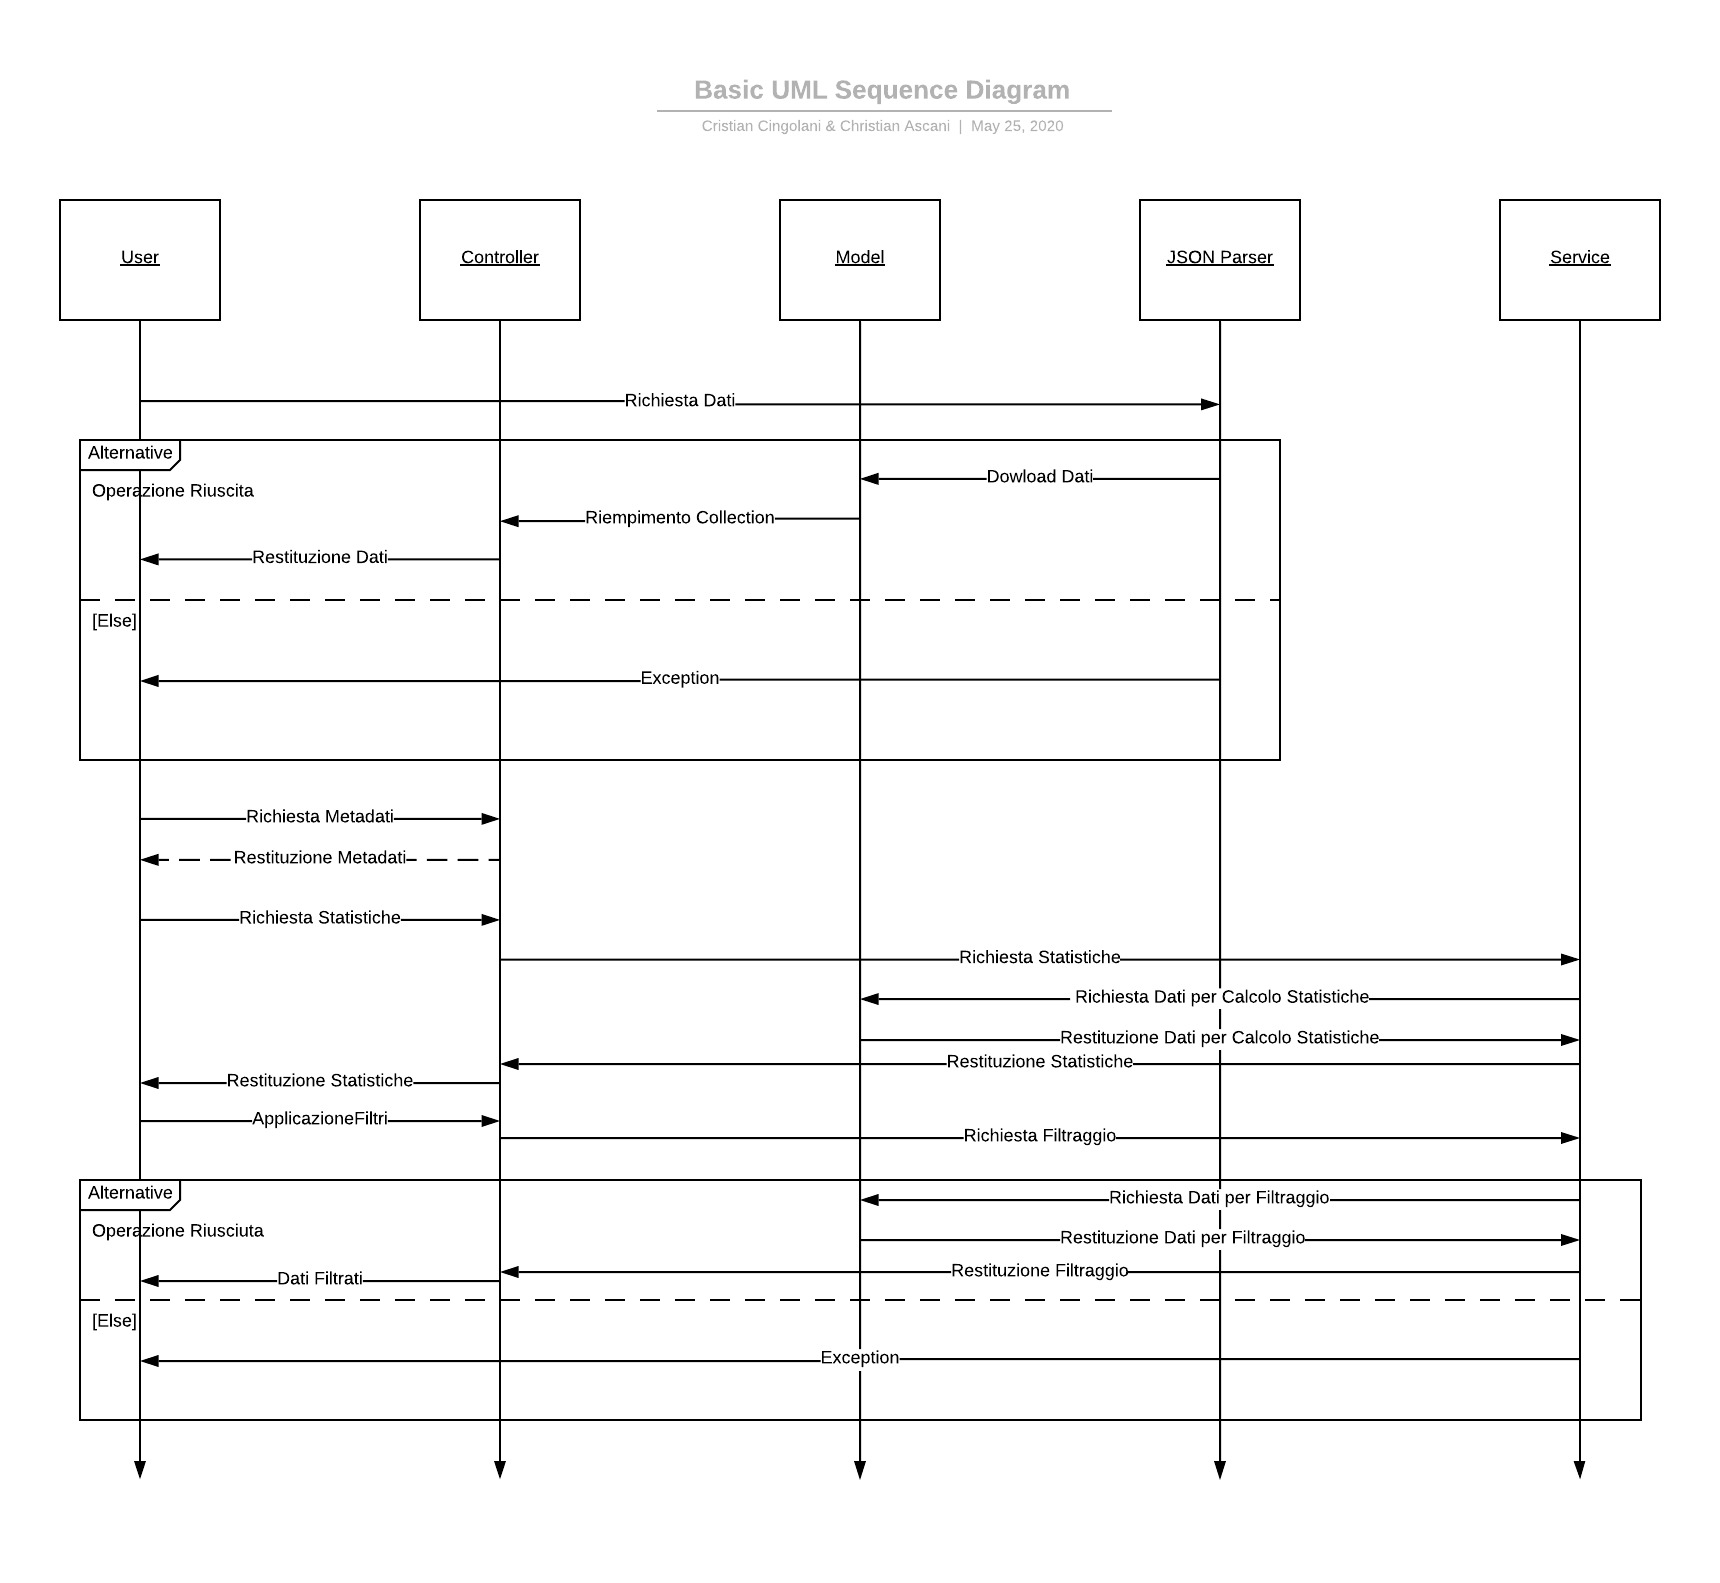 Basic UML Sequence Diagram
Cristian Cingolani & Christian Ascani | May 25, 2020
User
Controller
Model
JSON Parser
Service
Richiesta Dati
Alternative
Dowload Dati
Operazione Riuscita
Riempimento Collection
Restituzione Dati
[Else]
Exception
Richiesta Metadati
Restituzione Metadati
Richiesta Statistiche
Richiesta Statistiche
Richiesta Dati per Calcolo Statistiche
Restituzione Dati per Calcolo Statistiche
Restituzione Statistiche
Restituzione Statistiche
ApplicazioneFiltri
Richiesta Filtraggio
Alternative
Richiesta Dati per Filtraggio
Operazione Riusciuta
Restituzione Dati per Filtraggio
Restituzione Filtraggio
Dati Filtrati
[Else]
Exception